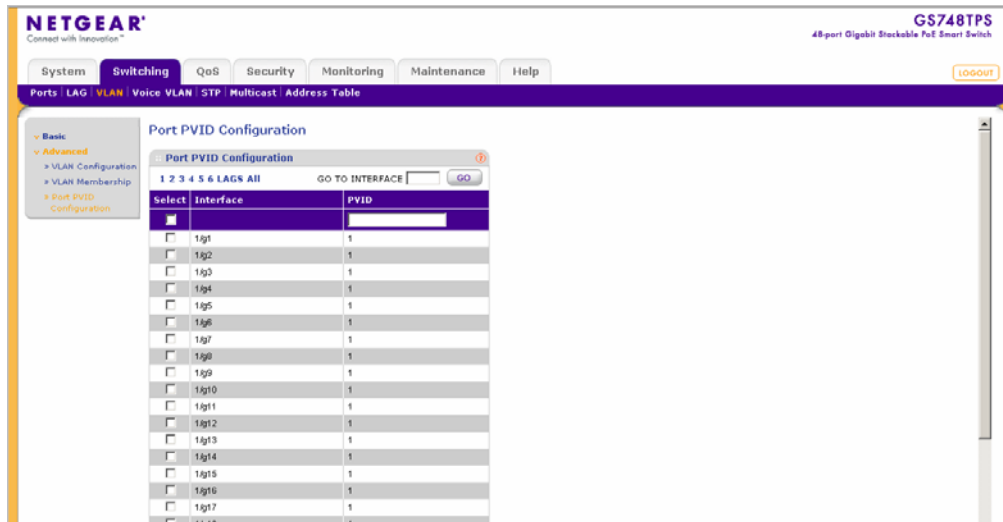 NETGEAR®
Connect with Innovation™
GS748TPS
48-port Gigabit Stackable PoE Smart Switch
System Switching QoS Security Monitoring Maintenance Help
LOGOUT
Ports LAG VLAN Voice VLAN STP Multicast Address Table
Basic
Advanced
» VLAN Configuration
» VLAN Membership
» Port PVID
Configuration
Port PVID Configuration
Port PVID Configuration
1 2 3 4 5 6 LAGS All GO TO INTERFACE GO
Select Interface PVID
1/g1 1
1/g2 1
1/g3 1
1/g4 1
1/g5 1
1/g6 1
1/g7 1
1/g8 1
1/g9 1
1/g10 1
1/g11 1
1/g12 1
1/g13 1
1/g14 1
1/g15 1
1/g16 1
1/g17 1